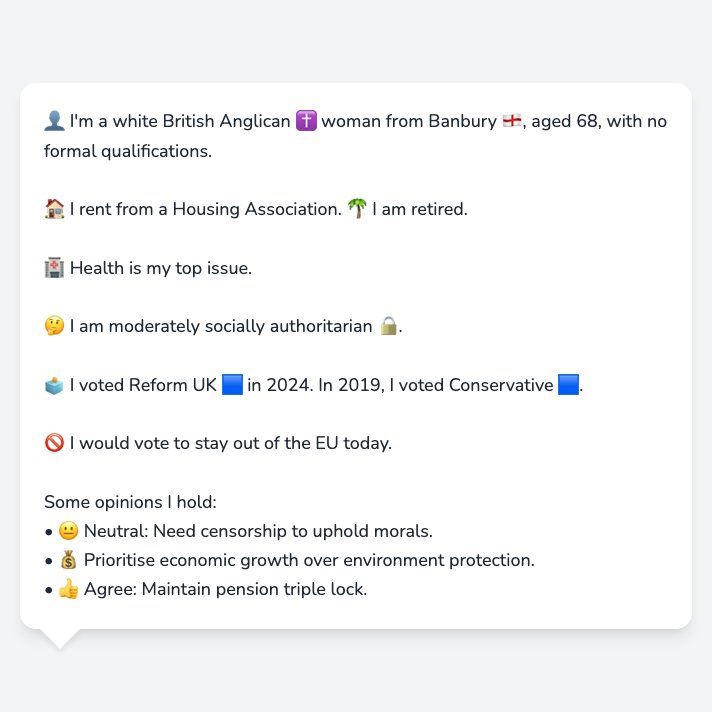 👤 I'm a white British Anglican ✝️ woman from Banbury 🏴󠁧󠁢󠁥󠁮󠁧󠁿, aged 68, with no
formal qualifications.
🏠 I rent from a Housing Association. 🌴 I am retired.
🏥 Health is my top issue.
🤔 I am moderately socially authoritarian 🔒.
🗳️ I voted Reform UK 🟦 in 2024. In 2019, I voted Conservative 🟦.
🚫 I would vote to stay out of the EU today.
Some opinions I hold:
• 😐 Neutral: Need censorship to uphold morals.
• 💰 Prioritise economic growth over environment protection.
• 👍 Agree: Maintain pension triple lock.